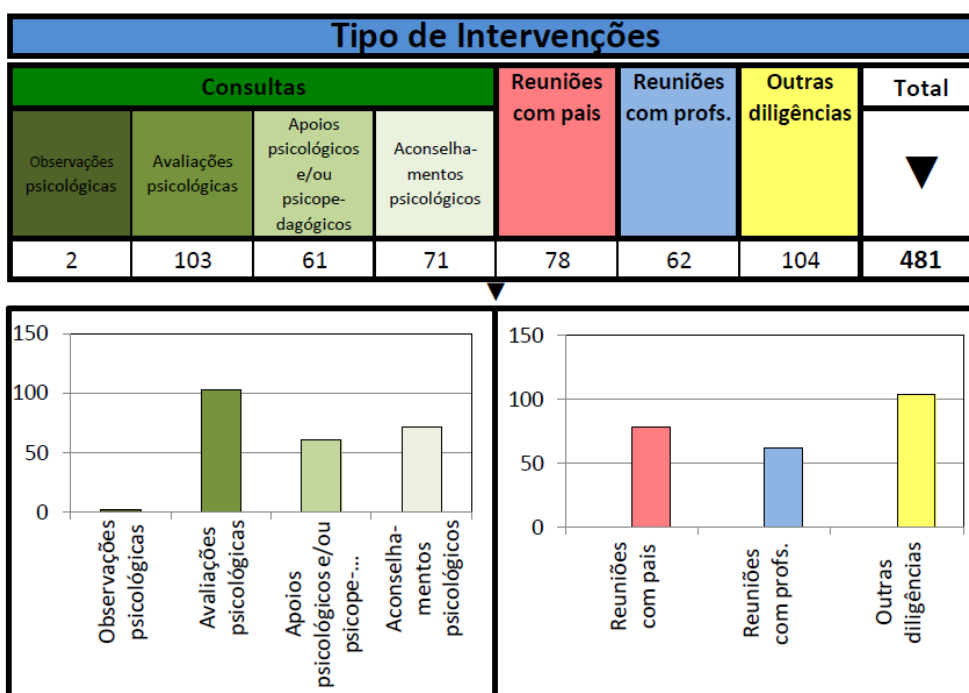 Tipo de Intervenções
Consultas
Reuniões
com pais
Reuniões
com profs.
Outras
diligências
Total
Observações
psicológicas
Avaliações
psicológicas
Apoios
psicológicos
e/ou
psicope-
dagógicos
Aconselha-
mentos
psicológicos
▼
2 103 61 71 78 62 104 481
▼
150
100
50
0
Observações
psicológicas
Avaliações
psicológicas
Apoios
psicológicos e/ou
psicope-...
Aconselha-
mentos
psicológicos
150
100
50
0
Reuniões
com pais
Reuniões
com profs.
Outras
diligências